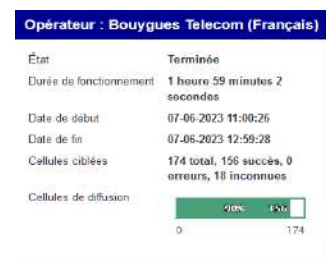 Opérateur : Bouygues Telecom (Français)
État Terminée
Durée de fonctionnement 1 heure 59 minutes 2
secondes
Date de début 07-06-2023 11:00:26
Date de fin 07-06-2023 12:59:28
Cellules ciblées 174 total, 156 succès, 0
erreurs, 18 inconnues
Cellules de diffusion 90% 156
0 174